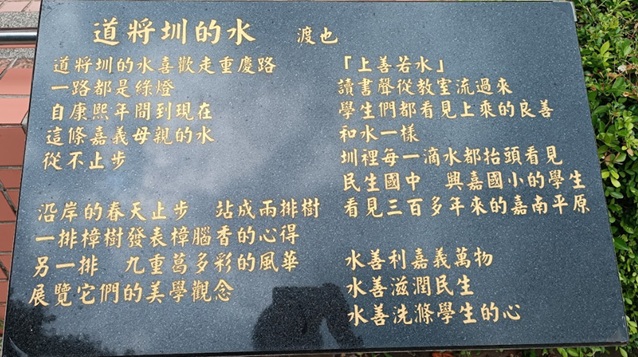 道將圳的水　渡也
道將圳的水喜歡走重慶路
一路都是綠燈
自康熙年間到現在
這條嘉義母親的水
從不止步
沿岸的春天止步　站成兩排樹
一排樟樹發表樟腦香的心得
另一排　九重葛多彩的風華
展覽它們的美學觀念
「上善若水」
讀書聲從教室流過來
學生們都看見上來的良善
和水一樣
圳裡每一滴水都抬頭看見
民生國中　興嘉國小的學生
看見三百多年來的嘉南平原
水善利嘉義萬物
水善滋潤民生
水善洗滌學生的心